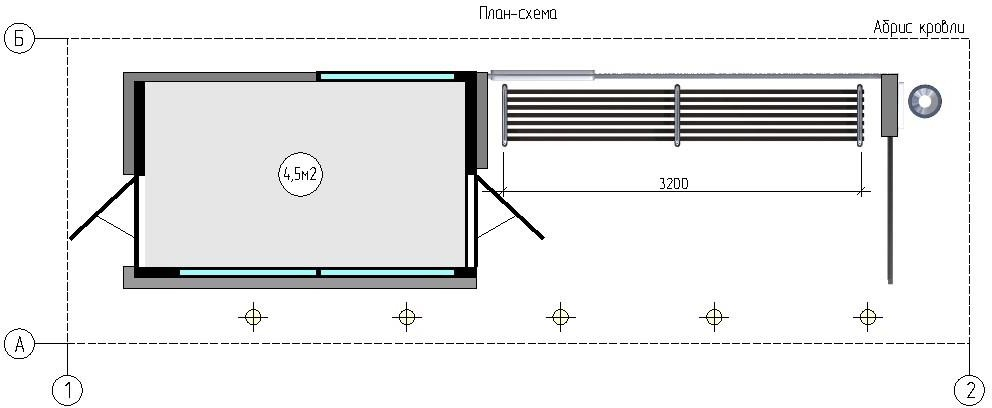 План-схема
Абрис кровли
Б
4,5м2
3200
А
1
2